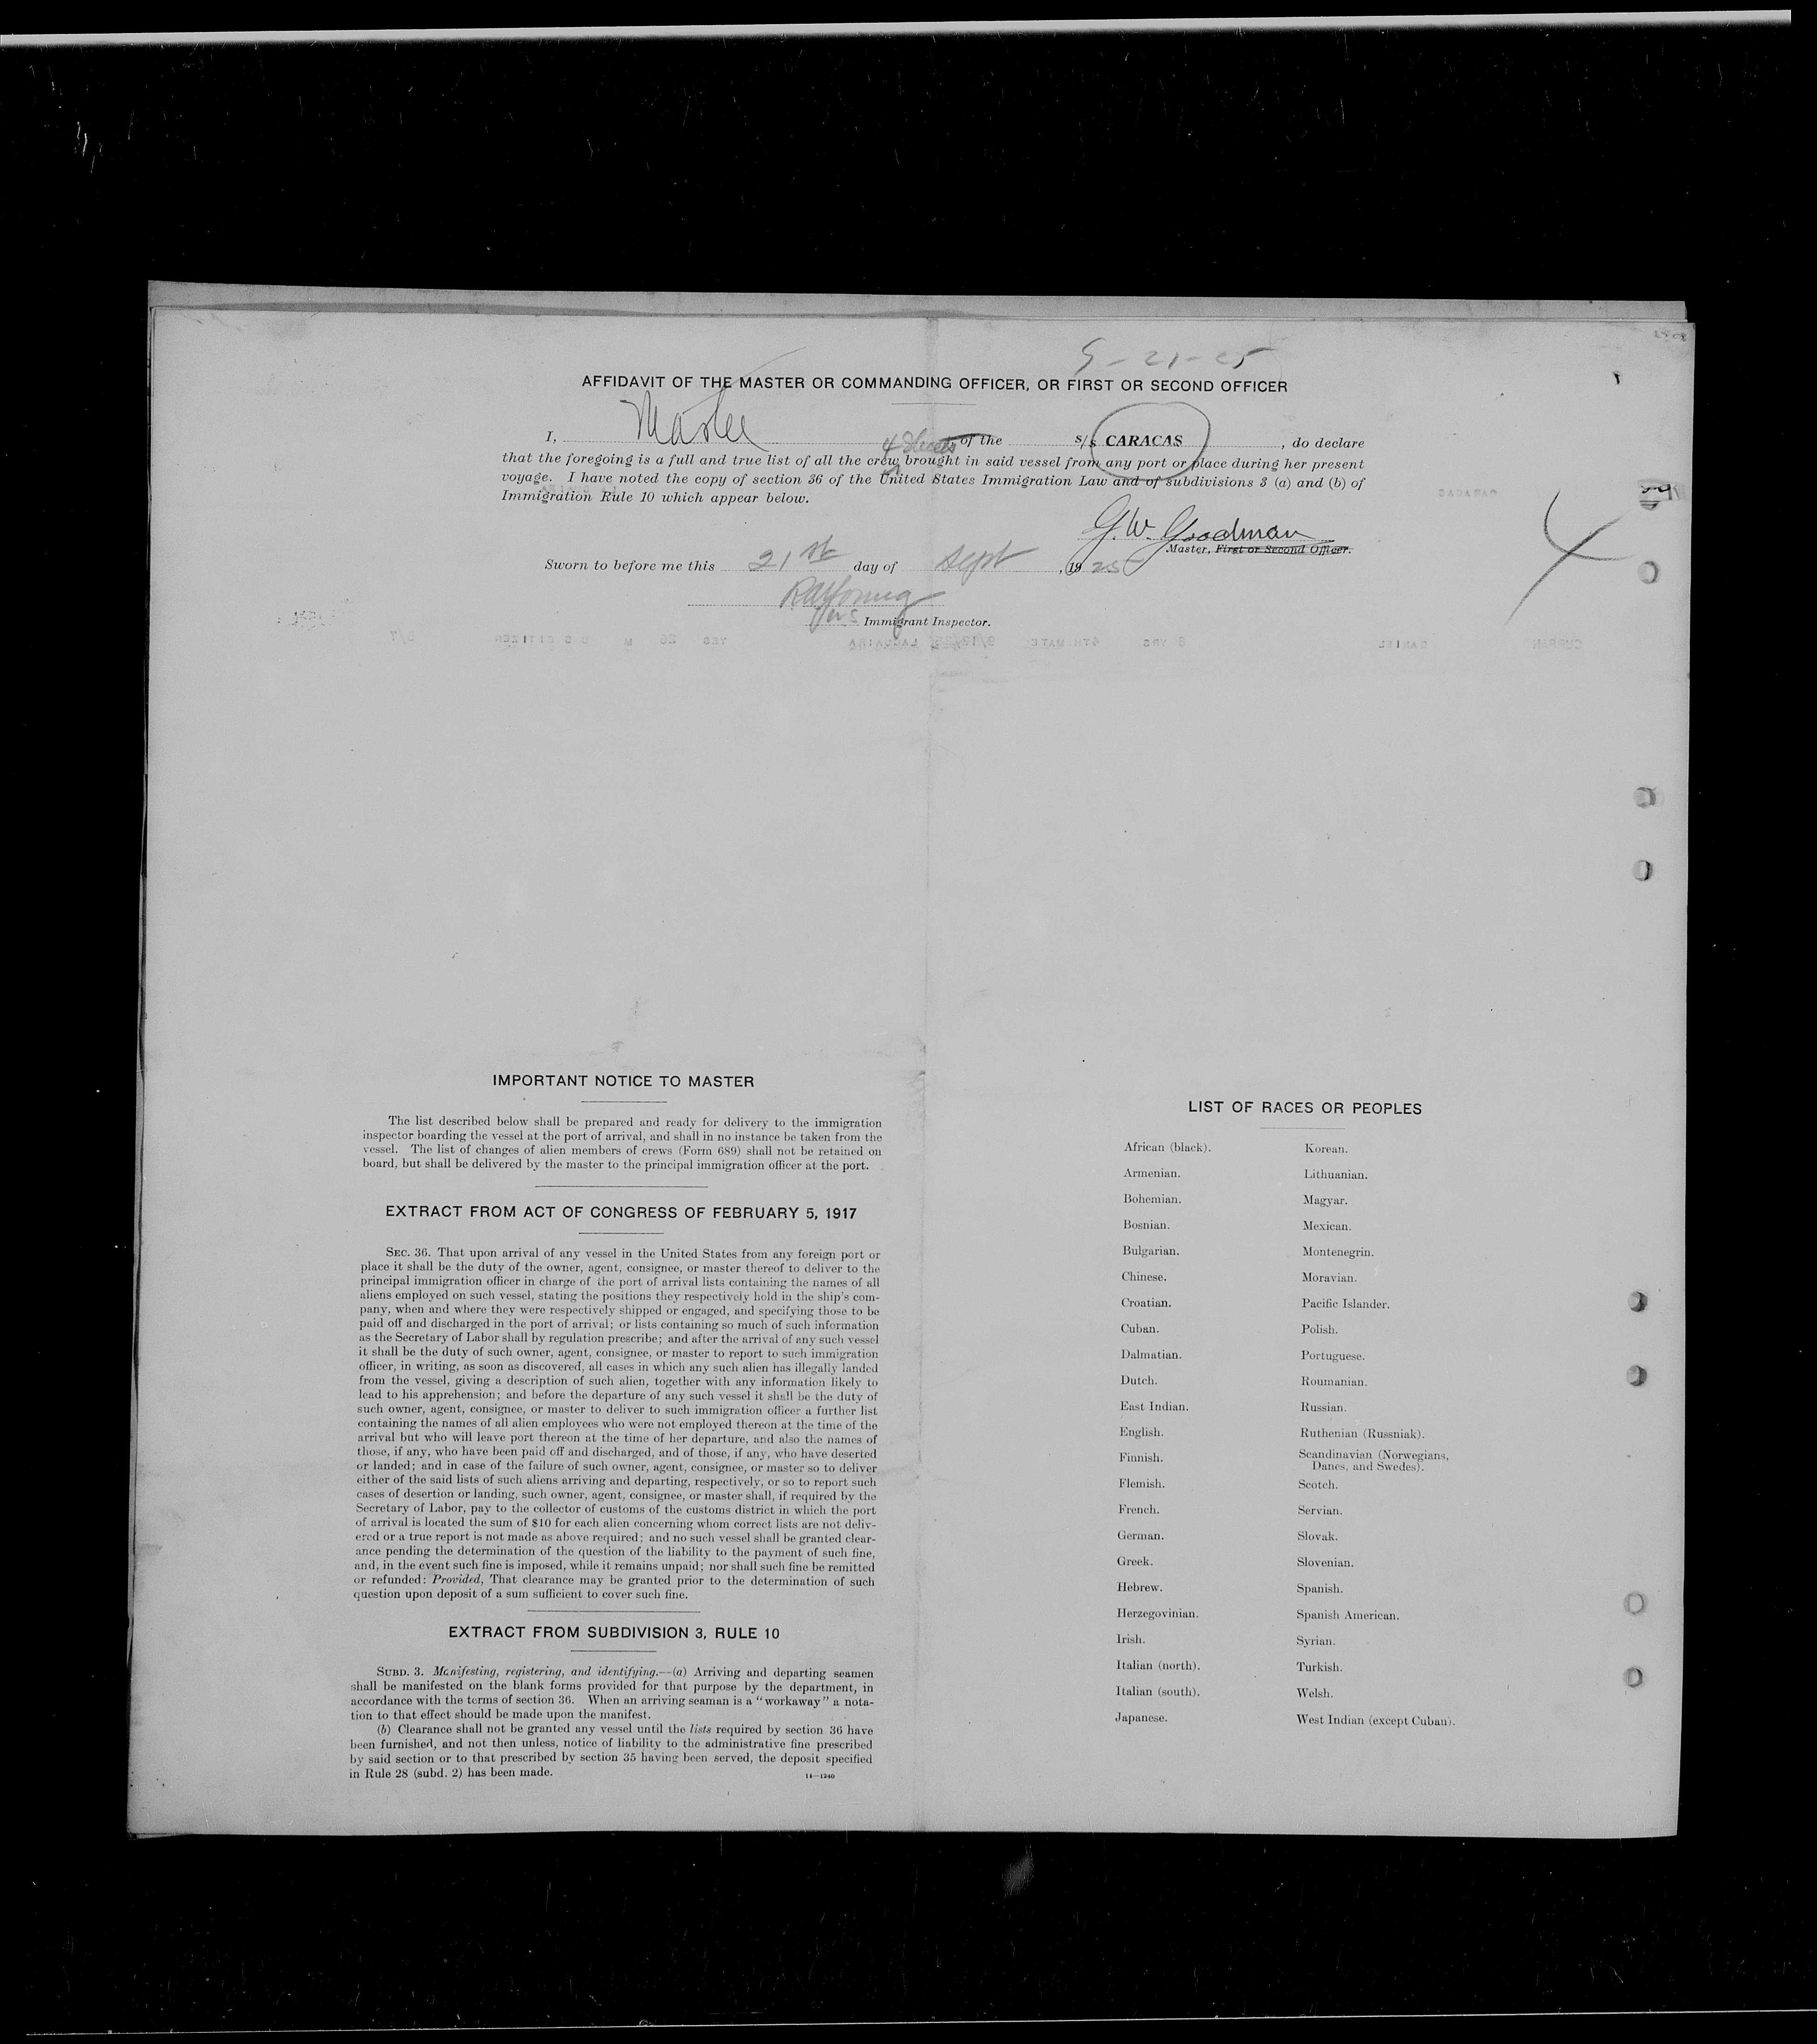 9-21-25
AFFIDAVIT OF THE MASTER OR COMMANDING OFFICER, OR FIRST OR SECOND OFFICER
I, Master of the s/s CARACAS, do declare
that the foregoing is a full and true list of all the crew brought in said vessel from any port or place during her present
voyage. I have noted the copy of section 36 of the United States Immigration Law and of subdivisions 3 (a) and (b) of
Immigration Rule 10 which appear below.
G. W. Goodman
Master, First or Second Officer.
Sworn to before me this 21st day of Sept, 1925
Immigrant Inspector.
4
IMPORTANT NOTICE TO MASTER
The list described below shall be prepared and ready for delivery to the immigration
inspector boarding the vessel at the port of arrival, and shall in no instance be taken from the
vessel. The list of changes of alien members of crews (Form 689) shall not be retained on
board, but shall be delivered by the master to the principal immigration officer at the port.
EXTRACT FROM ACT OF CONGRESS OF FEBRUARY 5, 1917
SEC. 36. That upon arrival of any vessel in the United States from any foreign port or
place it shall be the duty of the owner, agent, consignee, or master thereof to deliver to the
principal immigration officer in charge of the port of arrival lists containing the names of all
aliens employed on such vessel, stating the positions they respectively hold in the ship's com-
pany, when and where they were respectively shipped or engaged, and specifying those to be
paid off and discharged in the port of arrival; or lists containing so much of such information
as the Secretary of Labor shall by regulation prescribe; and after the arrival of any such vessel
it shall be the duty of such owner, agent, consignee, or master to report to such immigration
officer, in writing, as soon as discovered, all cases in which any such alien has illegally landed
from the vessel, giving a description of such alien, together with any information likely to
lead to his apprehension; and before the departure of any such vessel it shall be the duty of
such owner, agent, consignee, or master to deliver to such immigration officer a further list
containing the names of all alien employees who were not employed thereon at the time of the
arrival but who will leave port thereon at the time of her departure, and also the names of
those, if any, who have been paid off and discharged, and of those, if any, who have deserted
or landed; and in case of the failure of such owner, agent, consignee, or master so to deliver
either of the said lists of such aliens arriving and departing, respectively, or so to report such
cases of desertion or landing, such owner, agent, consignee, or master shall, if required by the
Secretary of Labor, pay to the collector of customs of the customs district in which the port
of arrival is located the sum of $10 for each alien concerning whom correct lists are not deliv-
ered or a true report is not made as above required; and no such vessel shall be granted clear-
ance pending the determination of the question of the liability to the payment of such fine,
and, in the event such fine is imposed, while it remains unpaid; nor shall such fine be remitted
or refunded: Provided, That clearance may be granted prior to the determination of such
question upon deposit of a sum sufficient to cover such fine.
EXTRACT FROM SUBDIVISION 3, RULE 10
SUBD. 3. Manifesting, registering, and identifying.—(a) Arriving and departing seamen
shall be manifested on the blank forms provided for that purpose by the department, in
accordance with the terms of section 36. When an arriving seaman is a "workaway" a nota-
tion to that effect should be made upon the manifest.
(b) Clearance shall not be granted any vessel until the lists required by section 36 have
been furnished, and not then unless, notice of liability to the administrative fine prescribed
by said section or to that prescribed by section 35 having been served, the deposit specified
in Rule 28 (subd. 2) has been made.
14—1240
LIST OF RACES OR PEOPLES
African (black).
Armenian.
Bohemian.
Bosnian.
Bulgarian.
Chinese.
Croatian.
Cuban.
Dalmatian.
Dutch.
East Indian.
English.
Finnish.
Flemish.
French.
German.
Greek.
Hebrew.
Herzegovinian.
Irish.
Italian (north).
Italian (south).
Japanese.
Korean.
Lithuanian.
Magyar.
Mexican.
Montenegrin.
Moravian.
Pacific Islander.
Polish.
Portuguese.
Roumanian.
Russian.
Ruthenian (Russniak).
Scandinavian (Norwegians,
Danes, and Swedes).
Scotch.
Servian.
Slovak.
Slovenian.
Spanish.
Spanish American.
Syrian.
Turkish.
Welsh.
West Indian (except Cuban).